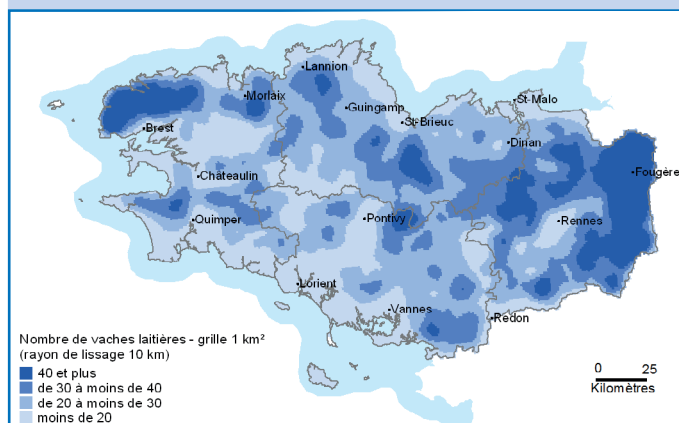 Lannion
St-Malo
Morlaix
Guingamp
St-Brieuc
Brest
Dinan
Fougère
Châteaulin
Quimper
Pontivy
Rennes
Lorient
Vannes
Redon
Nombre de vaches laitières - grille 1 km²
(rayon de lissage 10 km)
40 et plus
de 30 à moins de 40
de 20 à moins de 30
moins de 20
0 25
Kilomètres